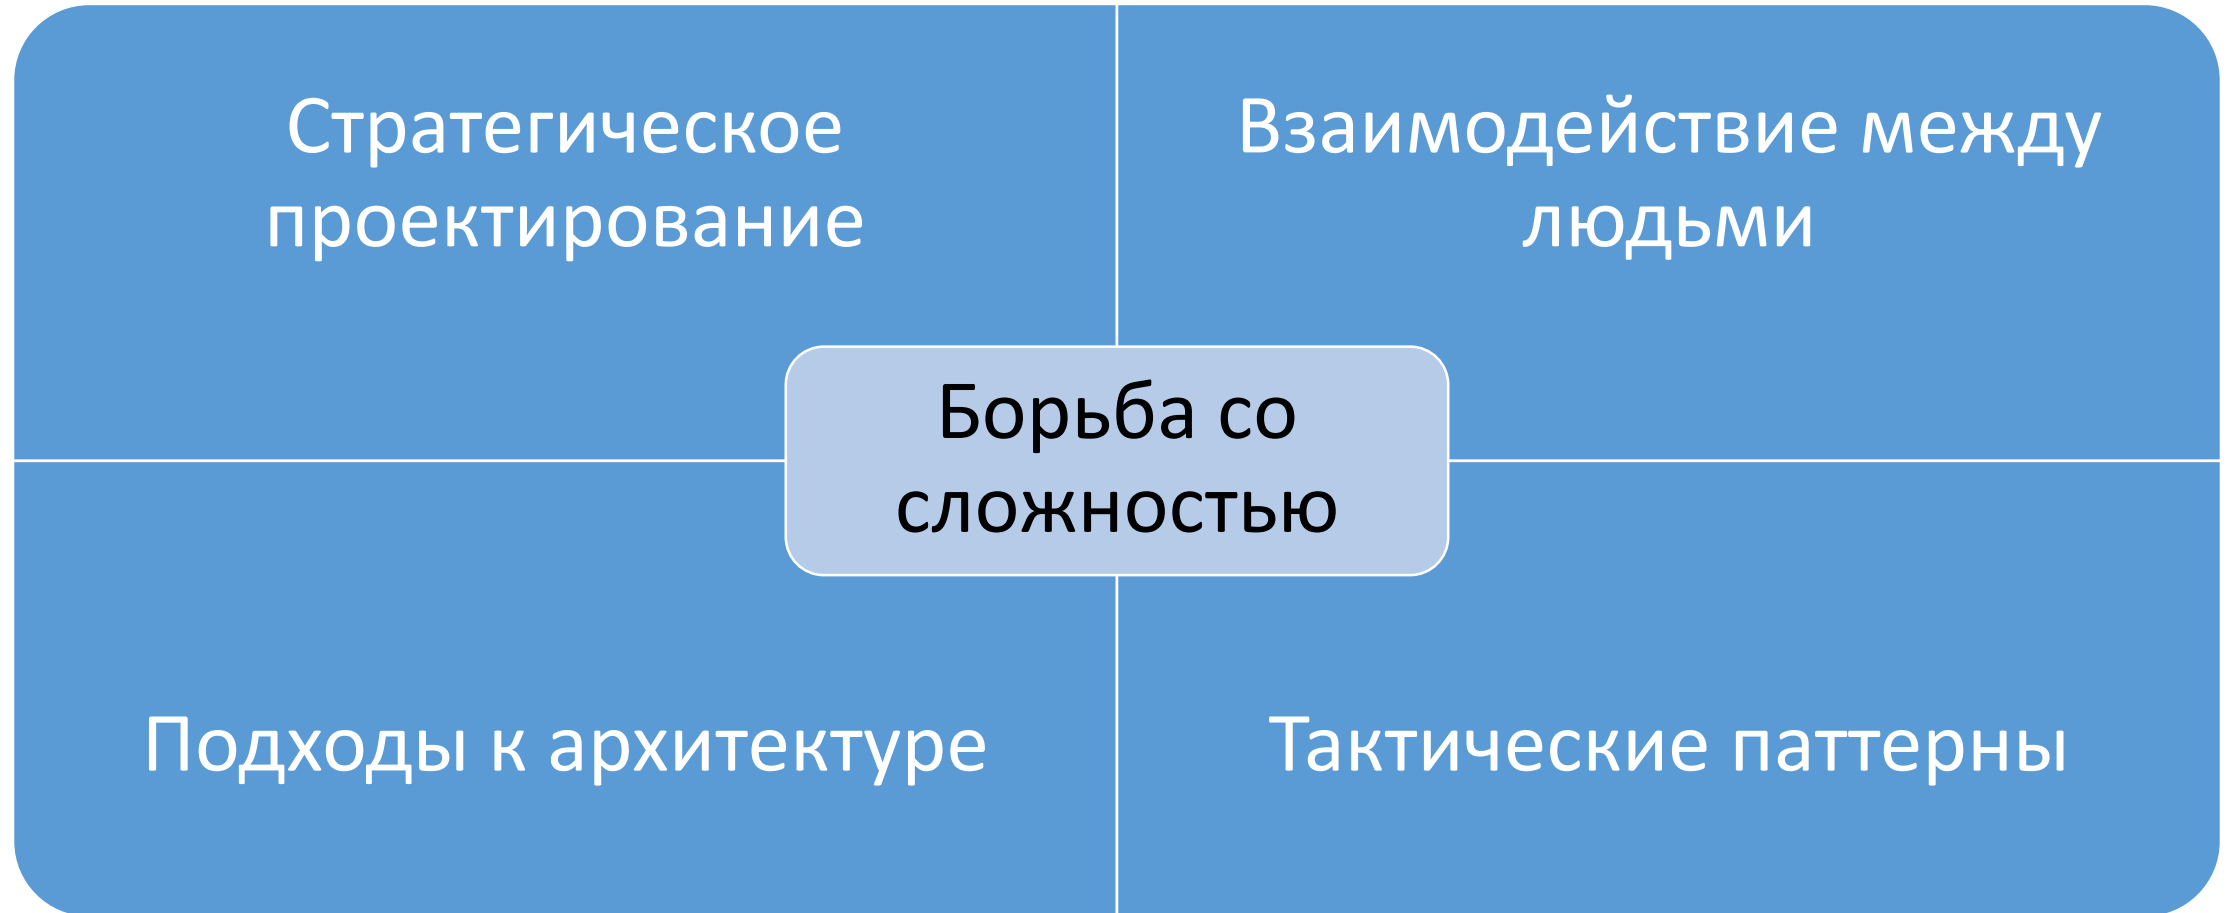 Стратегическое
проектирование
Взаимодействие между
людьми
Борьба со
сложностью
Подходы к архитектуре
Тактические паттерны